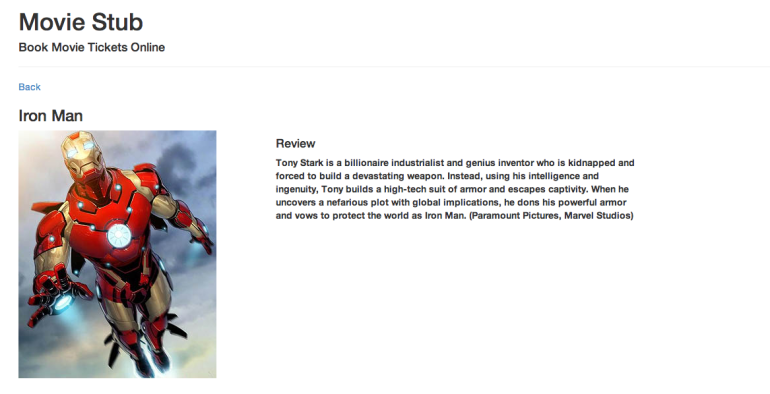 Movie Stub
Book Movie Tickets Online
Back
Iron Man
Review
Tony Stark is a billionaire industrialist and genius inventor who is kidnapped and
forced to build a devastating weapon. Instead, using his intelligence and
ingenuity, Tony builds a high-tech suit of armor and escapes captivity. When he
uncovers a nefarious plot with global implications, he dons his powerful armor
and vows to protect the world as Iron Man. (Paramount Pictures, Marvel Studios)